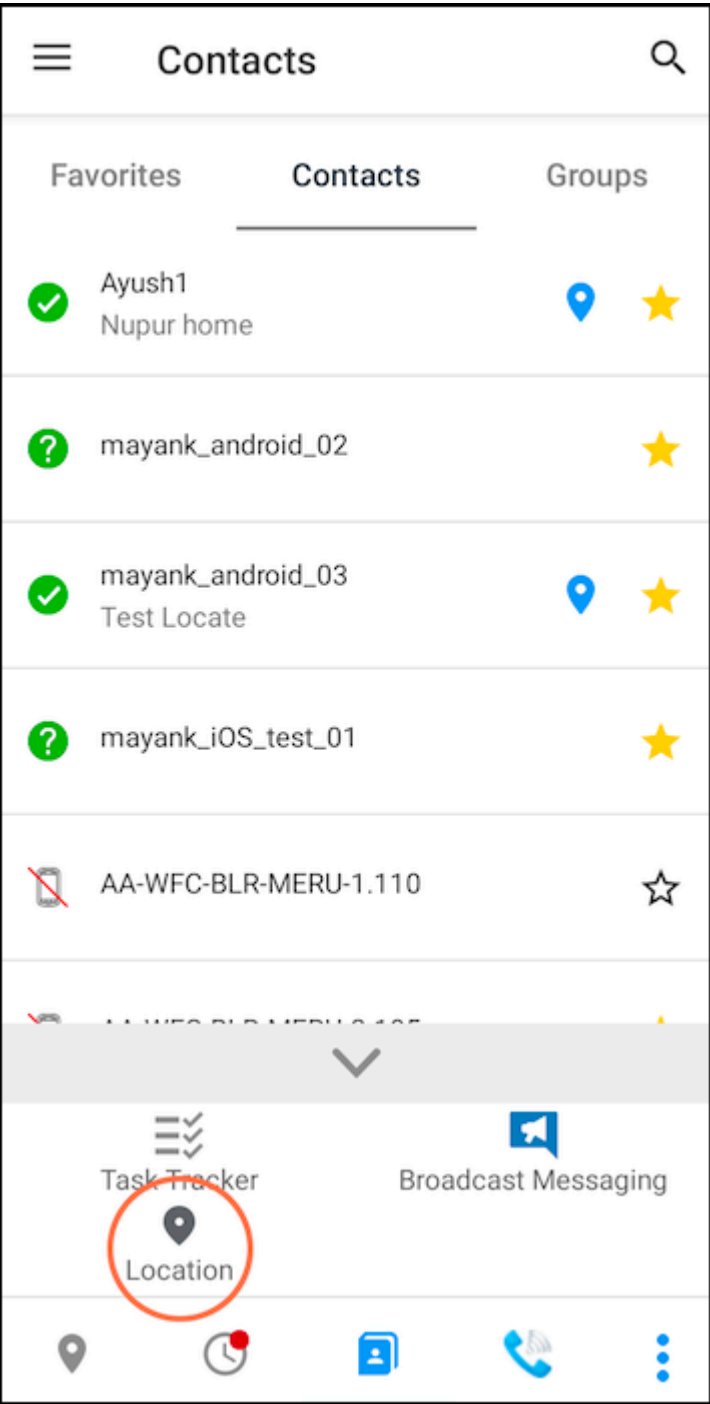 Contacts
Favorites Contacts Groups
Ayush1
Nupur home
mayank_android_02
mayank_android_03
Test Locate
mayank_iOS_test_01
AA-WFC-BLR-MERU-1.110
Task Tracker Broadcast Messaging
Location